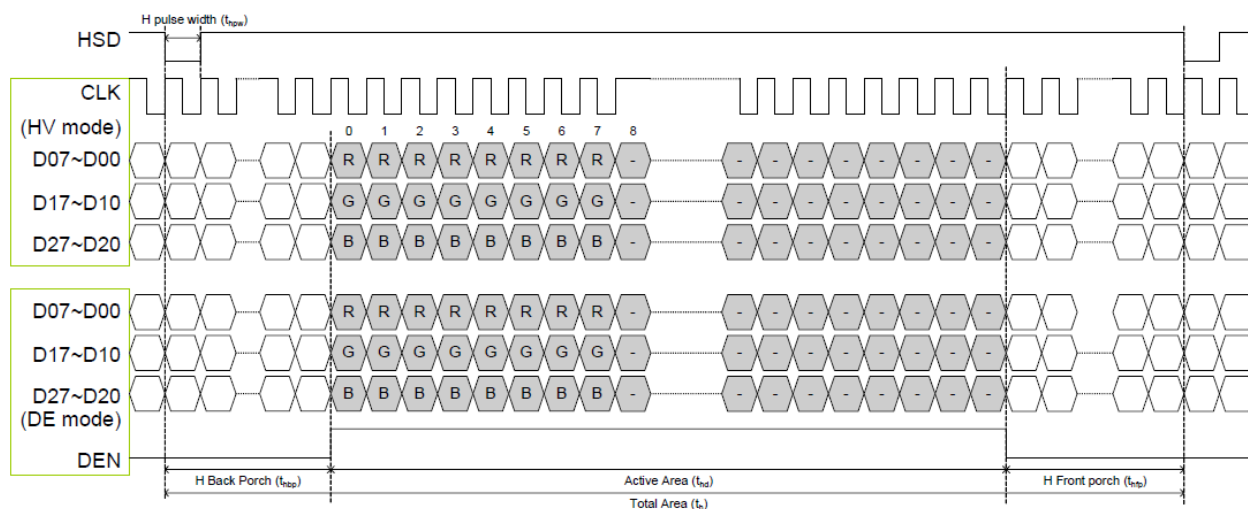 H pulse width (thpw)
HSD
CLK
(HV mode)
0 1 2 3 4 5 6 7 8
D07~D00 R R R R R R R R - - - - - - - - -
D17~D10 G G G G G G G G - - - - - - - - -
D27~D20 B B B B B B B B - - - - - - - - -
D07~D00 R R R R R R R R - - - - - - - - -
D17~D10 G G G G G G G G - - - - - - - - -
D27~D20 B B B B B B B B - - - - - - - - -
(DE mode)
DEN
H Back Porch (thbp) Active Area (thd) H Front porch (thfp)
Total Area (th)